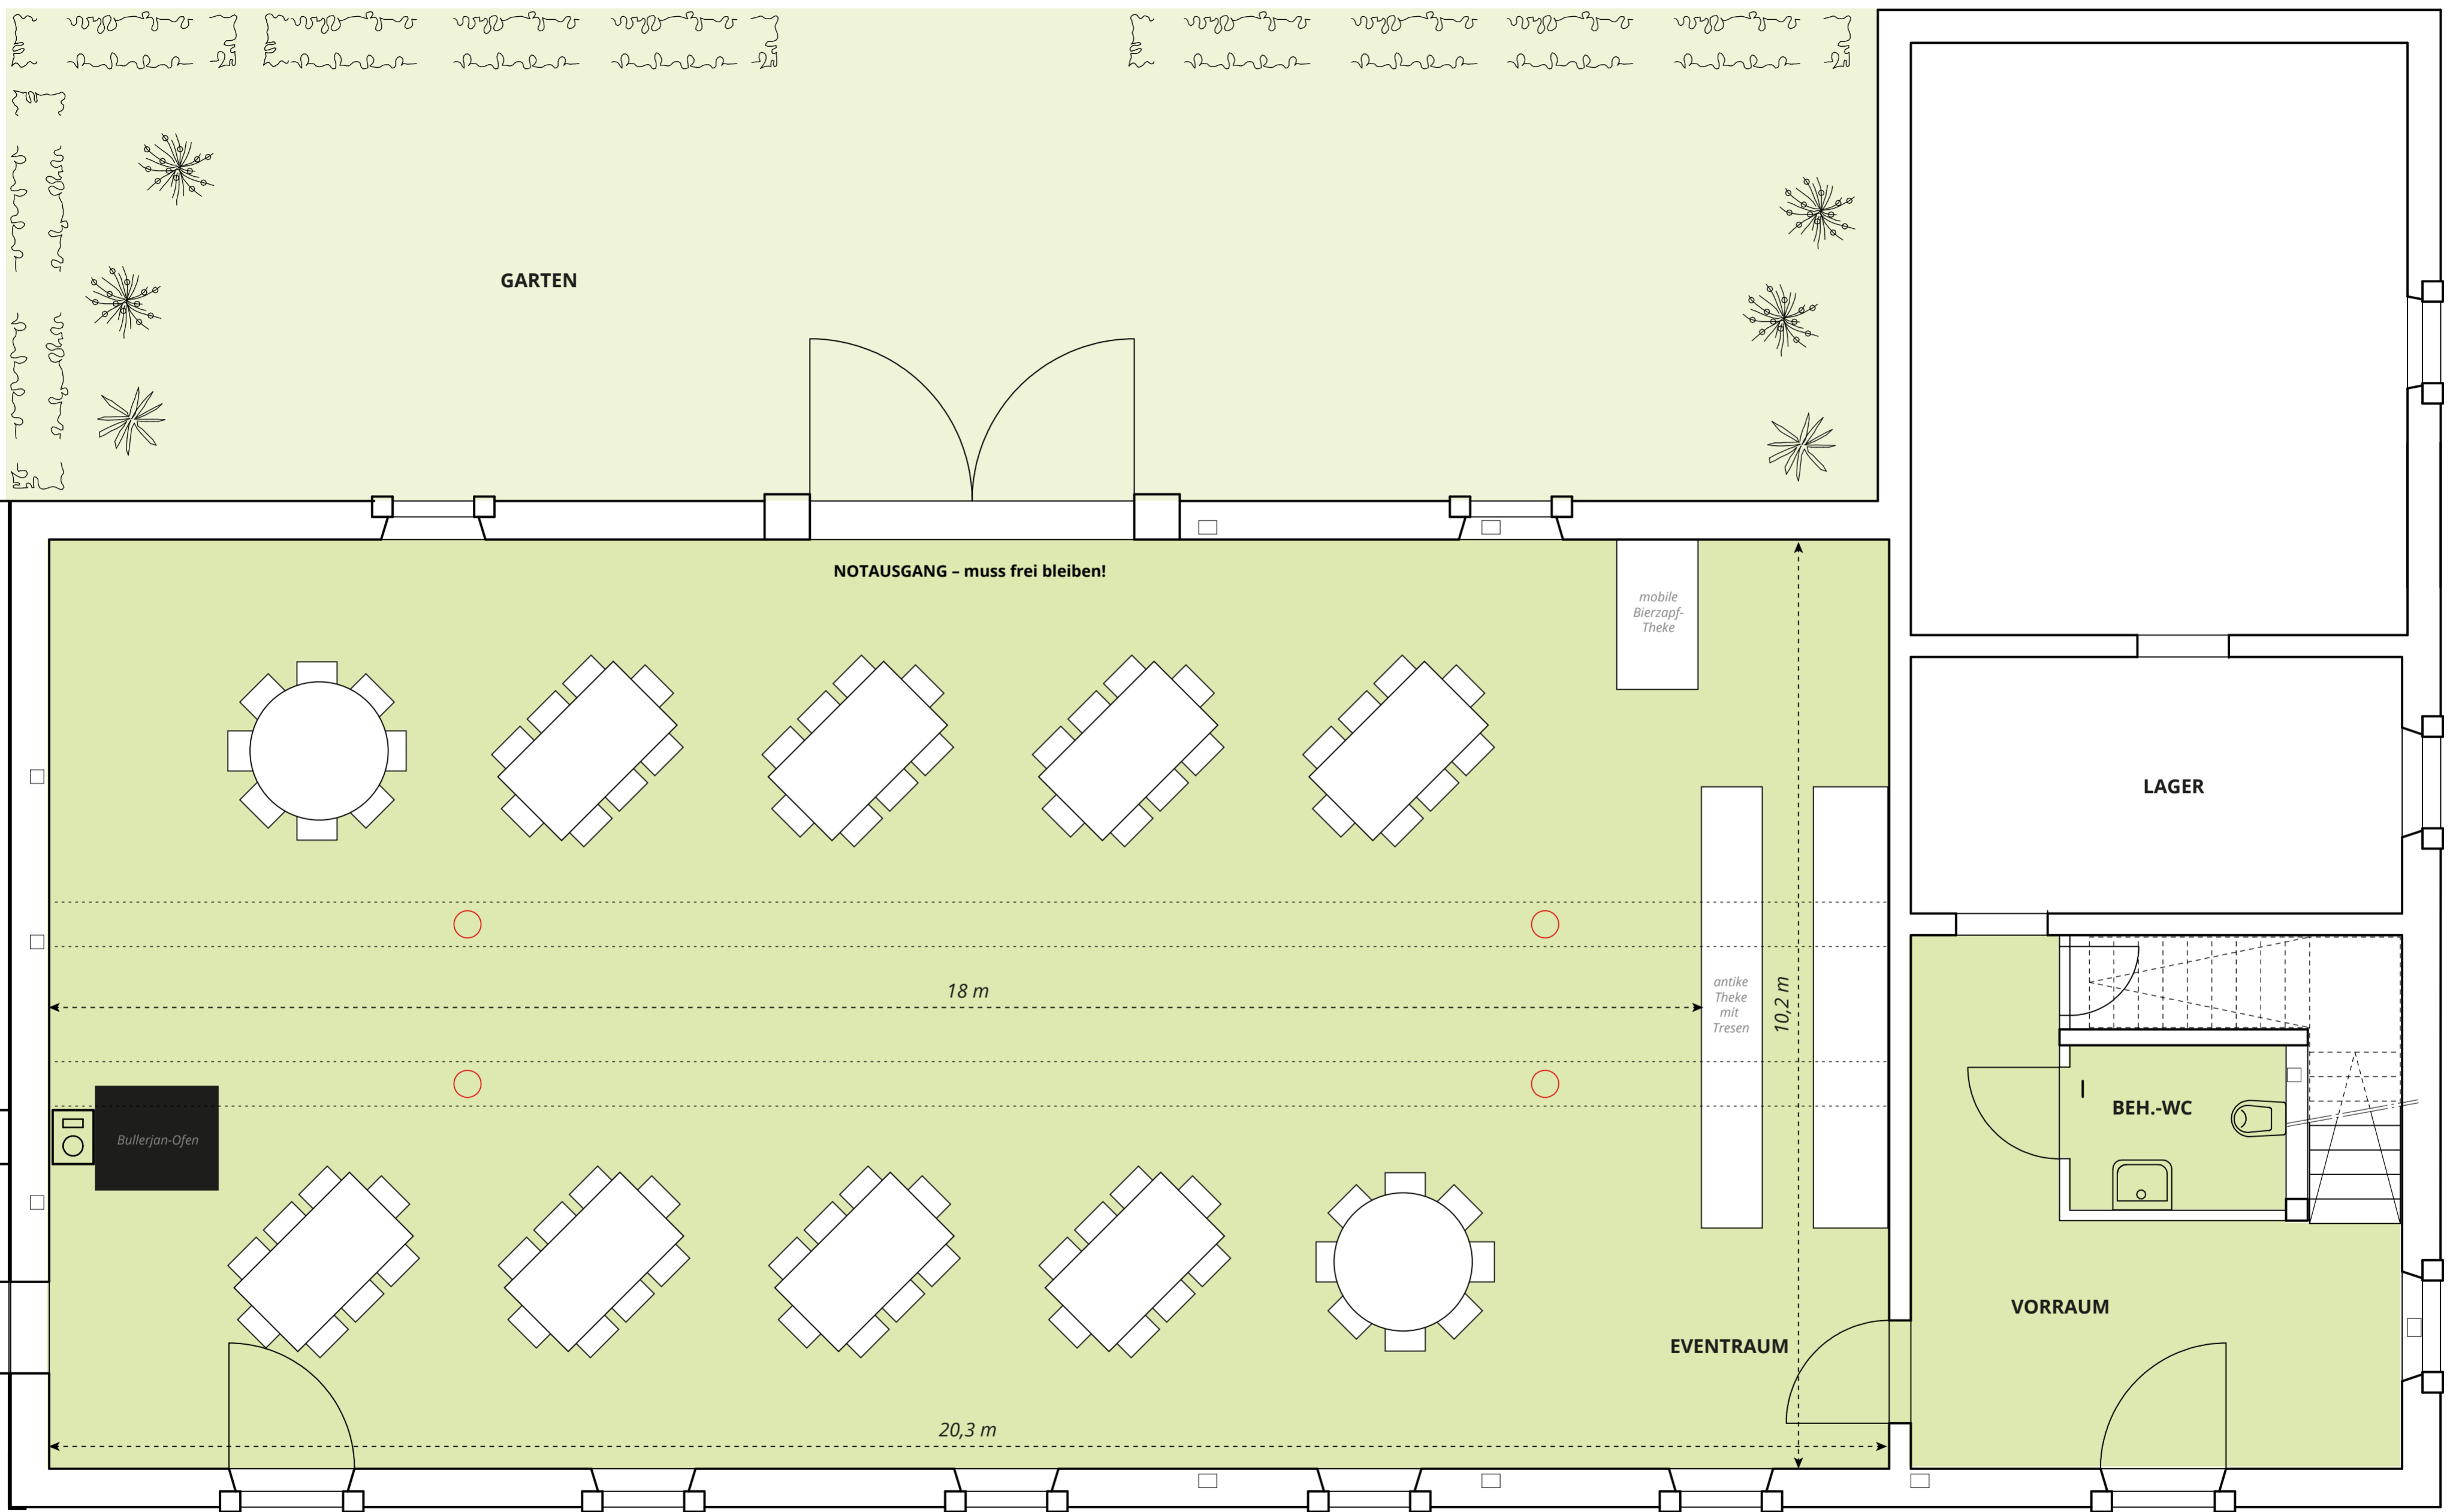 GARTEN
NOTAUSGANG – muss frei bleiben!
mobile
Bierzapf-
Theke
LAGER
18 m
antike
Theke
mit
Tresen
10,2 m
Bullerjan-Ofen
BEH.-WC
VORRAUM
EVENTRAUM
20,3 m